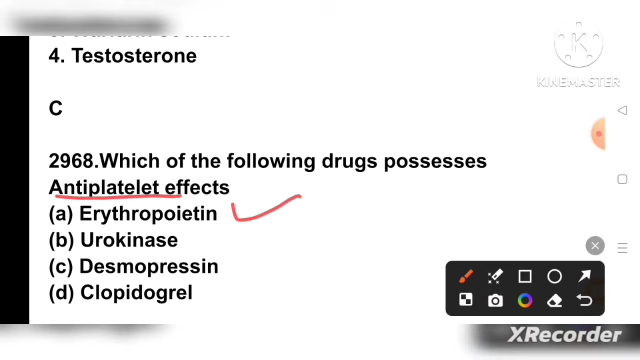 4. Testosterone
C
2968.Which of the following drugs possesses
Antiplatelet effects
(a) Erythropoietin
(b) Urokinase
(c) Desmopressin
(d) Clopidogrel
KINEMASTER
XRecorder